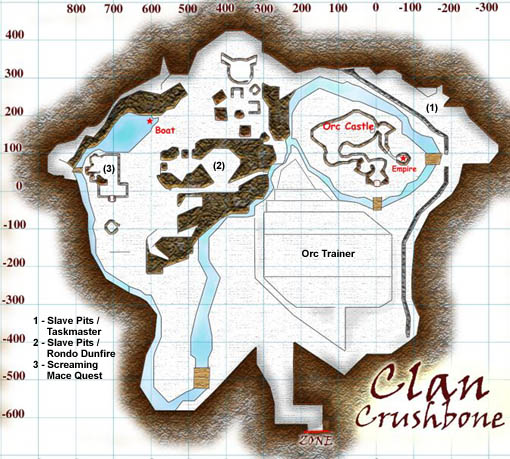 800 700 600 500 400 300 200 100 0 -100 -200 -300
400
300
200
100
0
-100
-200
-300
-400
-500
-600
(1)
Boat
Orc Castle
Empire
(2)
(3)
Orc Trainer
1 - Slave Pits /
Taskmaster
2 - Slave Pits /
Rondo Dunfire
3 - Screaming
Mace Quest
Clan
Crushbone
ZONE